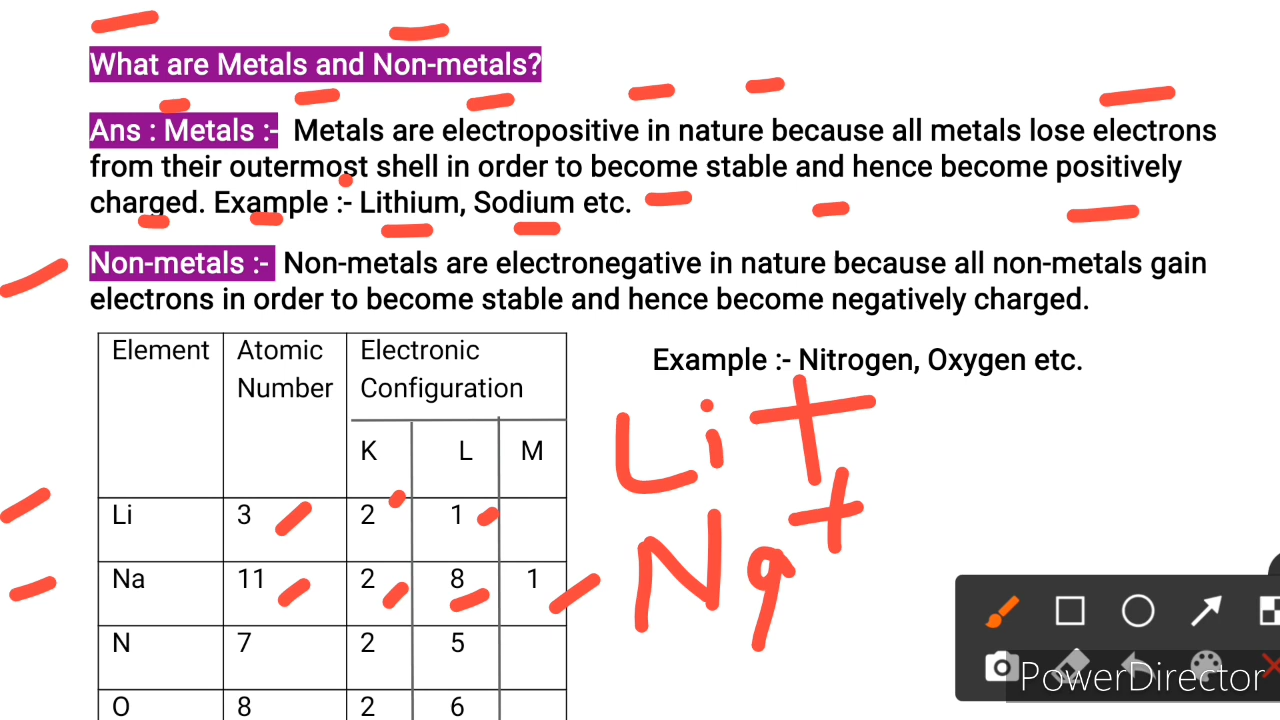 What are Metals and Non-metals?
Ans : Metals :- Metals are electropositive in nature because all metals lose electrons
from their outermost shell in order to become stable and hence become positively
charged. Example :- Lithium, Sodium etc.
Non-metals :- Non-metals are electronegative in nature because all non-metals gain
electrons in order to become stable and hence become negatively charged.
Example :- Nitrogen, Oxygen etc.
Element Atomic Electronic
Number Configuration
K L M
Li 3 2 1
Na 11 2 8 1
N 7 2 5
O 8 2 6
Li +
Na +
PowerDirector